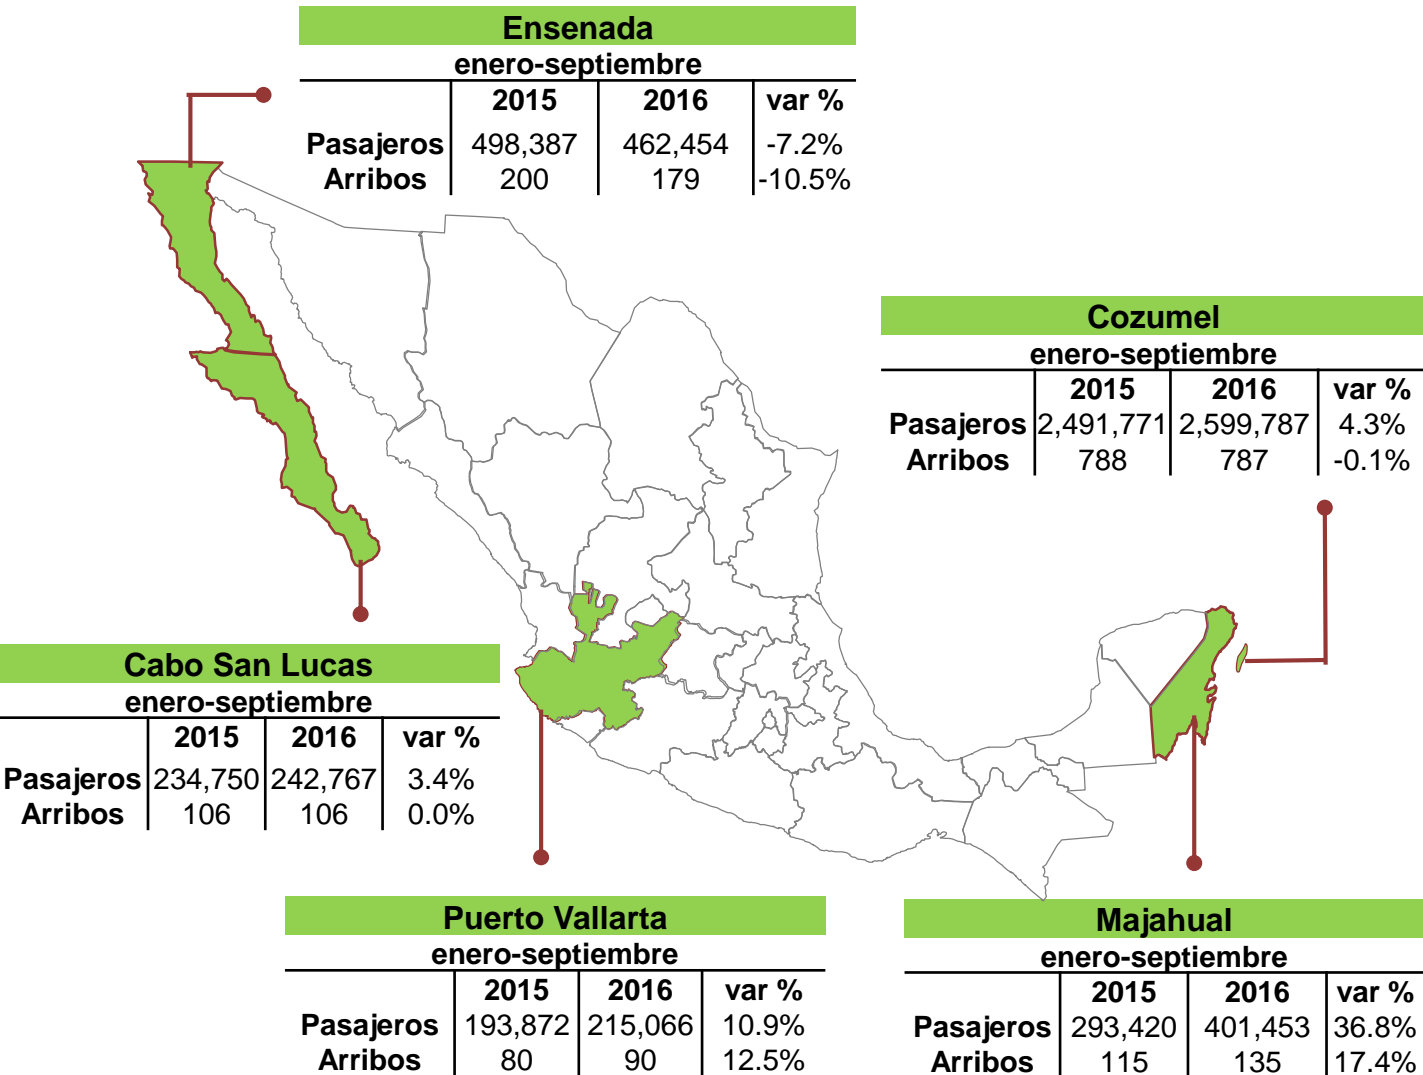 Ensenada
enero-septiembre
2015 2016 var %
Pasajeros 498,387 462,454 -7.2%
Arribos 200 179 -10.5%
Cozumel
enero-septiembre
2015 2016 var %
Pasajeros 2,491,771 2,599,787 4.3%
Arribos 788 787 -0.1%
Cabo San Lucas
enero-septiembre
2015 2016 var %
Pasajeros 234,750 242,767 3.4%
Arribos 106 106 0.0%
Puerto Vallarta
enero-septiembre
2015 2016 var %
Pasajeros 193,872 215,066 10.9%
Arribos 80 90 12.5%
Majahual
enero-septiembre
2015 2016 var %
Pasajeros 293,420 401,453 36.8%
Arribos 115 135 17.4%